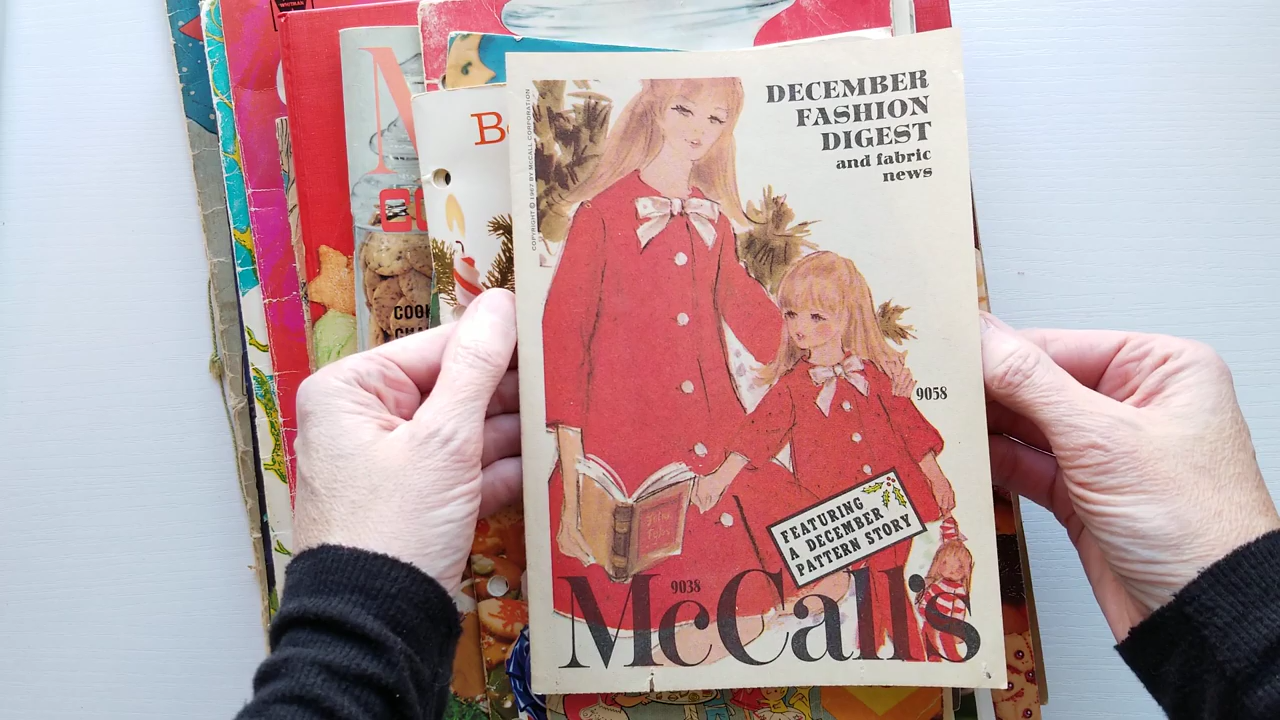 DECEMBER
FASHION
DIGEST
and fabric
news
COPYRIGHT © 1967 BY McCALL CORPORATION
9058
FEATURING
A DECEMBER
PATTERN STORY
9038
McCall's